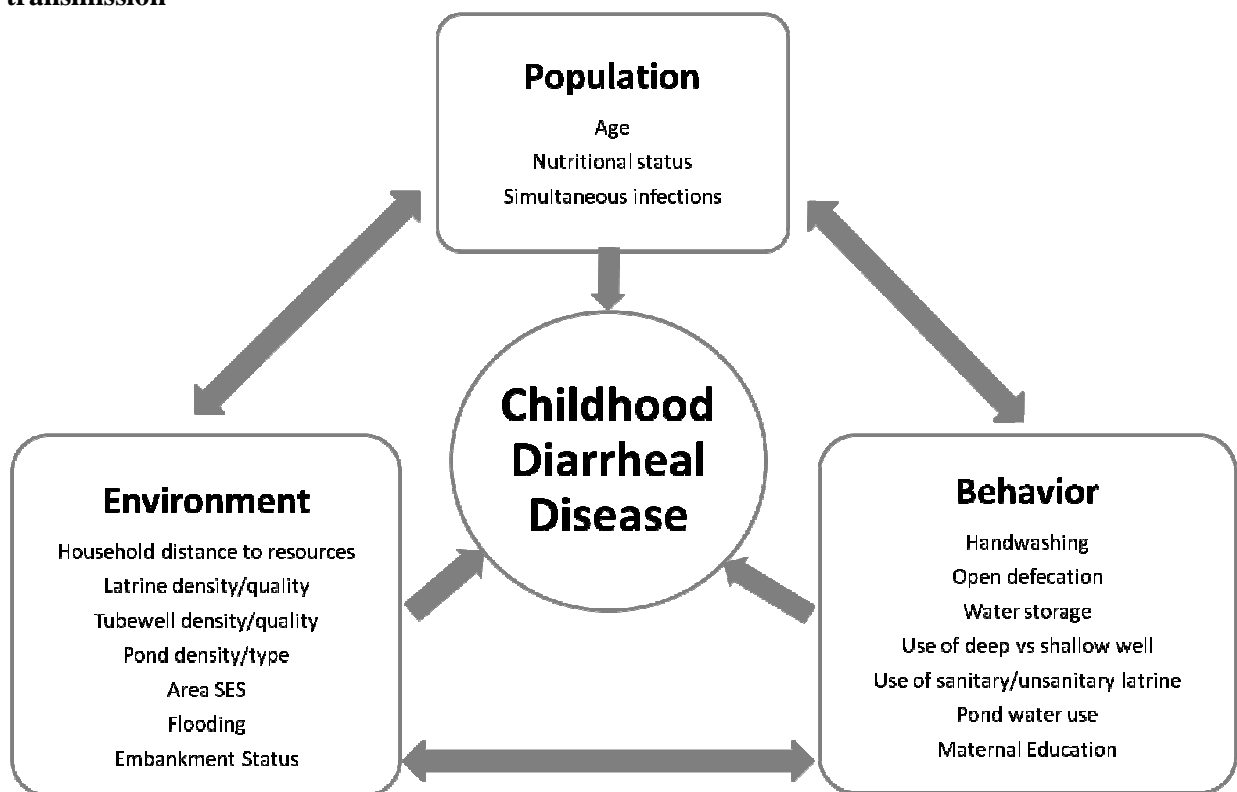 transmission
Population
Age
Nutritional status
Simultaneous infections
Childhood
Diarrheal
Disease
Environment
Household distance to resources
Latrine density/quality
Tubewell density/quality
Pond density/type
Area SES
Flooding
Embankment Status
Behavior
Handwashing
Open defecation
Water storage
Use of deep vs shallow well
Use of sanitary/unsanitary latrine
Pond water use
Maternal Education